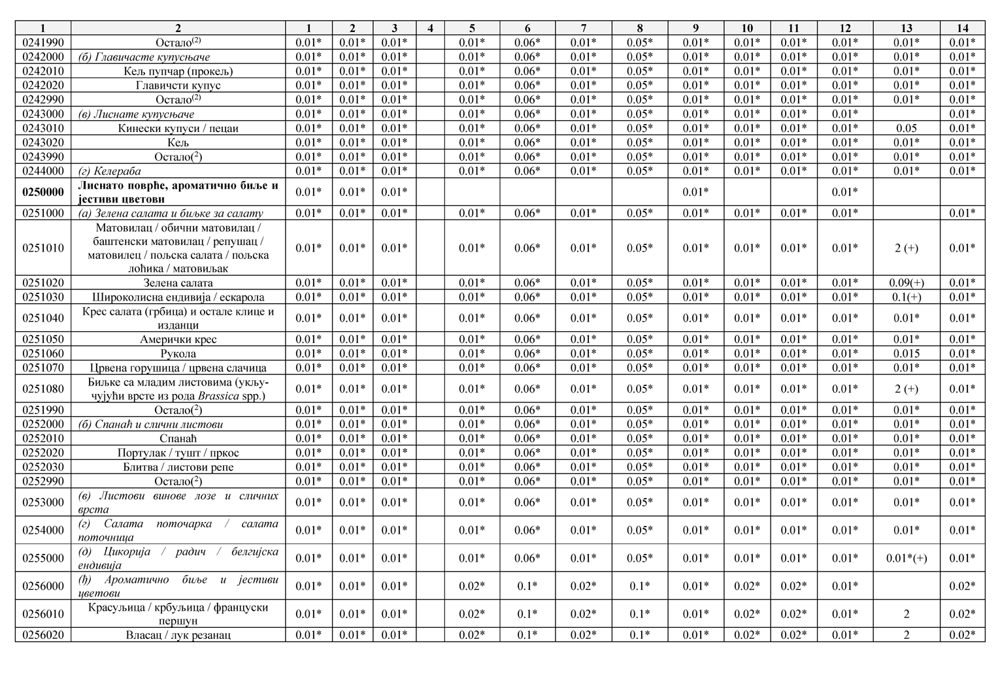 1 2 1 2 3 4 5 6 7 8 9 10 11 12 13 14
0241990 Остало(2) 0.01* 0.01* 0.01* 0.01* 0.06* 0.01* 0.05* 0.01* 0.01* 0.01* 0.01* 0.01* 0.01*
0242000 (б) Главичасте купусњаче 0.01* 0.01* 0.01* 0.01* 0.06* 0.01* 0.05* 0.01* 0.01* 0.01* 0.01* 0.01* 0.01*
0242010 Кељ пупчар (прокељ) 0.01* 0.01* 0.01* 0.01* 0.06* 0.01* 0.05* 0.01* 0.01* 0.01* 0.01* 0.01* 0.01*
0242020 Главичсти купус 0.01* 0.01* 0.01* 0.01* 0.06* 0.01* 0.05* 0.01* 0.01* 0.01* 0.01* 0.01* 0.01*
0242990 Остало(2) 0.01* 0.01* 0.01* 0.01* 0.06* 0.01* 0.05* 0.01* 0.01* 0.01* 0.01* 0.01* 0.01*
0243000 (в) Лиснате купусњаче 0.01* 0.01* 0.01* 0.01* 0.06* 0.01* 0.05* 0.01* 0.01* 0.01* 0.01* 0.01*
0243010 Кинески купуси / пецаи 0.01* 0.01* 0.01* 0.01* 0.06* 0.01* 0.05* 0.01* 0.01* 0.01* 0.01* 0.05 0.01*
0243020 Кељ 0.01* 0.01* 0.01* 0.01* 0.06* 0.01* 0.05* 0.01* 0.01* 0.01* 0.01* 0.01* 0.01*
0243990 Остало(2) 0.01* 0.01* 0.01* 0.01* 0.06* 0.01* 0.05* 0.01* 0.01* 0.01* 0.01* 0.01* 0.01*
0244000 (г) Келераба 0.01* 0.01* 0.01* 0.01* 0.06* 0.01* 0.05* 0.01* 0.01* 0.01* 0.01* 0.01* 0.01*
0250000 Лиснато поврће, ароматично биље и
јестиви цветови 0.01* 0.01* 0.01* 0.01* 0.01*
0251000 (а) Зелена салата и биљке за салату 0.01* 0.01* 0.01* 0.01* 0.06* 0.01* 0.05* 0.01* 0.01* 0.01* 0.01* 0.01*
0251010 Матовилац / обични матовилац /
баштенски матовилац / репушац /
матовилец / пољска салата / пољска
лоћика / матовиљак 0.01* 0.01* 0.01* 0.01* 0.06* 0.01* 0.05* 0.01* 0.01* 0.01* 0.01* 2 (+) 0.01*
0251020 Зелена салата 0.01* 0.01* 0.01* 0.01* 0.06* 0.01* 0.05* 0.01* 0.01* 0.01* 0.01* 0.09(+) 0.01*
0251030 Широколисна ендивија / ескарола 0.01* 0.01* 0.01* 0.01* 0.06* 0.01* 0.05* 0.01* 0.01* 0.01* 0.01* 0.1(+) 0.01*
0251040 Крес салата (грбица) и остале клице и
изданци 0.01* 0.01* 0.01* 0.01* 0.06* 0.01* 0.05* 0.01* 0.01* 0.01* 0.01* 0.01* 0.01*
0251050 Амерички крес 0.01* 0.01* 0.01* 0.01* 0.06* 0.01* 0.05* 0.01* 0.01* 0.01* 0.01* 0.01* 0.01*
0251060 Рукола 0.01* 0.01* 0.01* 0.01* 0.06* 0.01* 0.05* 0.01* 0.01* 0.01* 0.01* 0.015 0.01*
0251070 Црвена горушица / црвена слачица 0.01* 0.01* 0.01* 0.01* 0.06* 0.01* 0.05* 0.01* 0.01* 0.01* 0.01* 0.01* 0.01*
0251080 Биљке са младим листовима (укљу-
чујући врсте из рода Brassica spp.) 0.01* 0.01* 0.01* 0.01* 0.06* 0.01* 0.05* 0.01* 0.01* 0.01* 0.01* 2 (+) 0.01*
0251990 Остало(2) 0.01* 0.01* 0.01* 0.01* 0.06* 0.01* 0.05* 0.01* 0.01* 0.01* 0.01* 0.01* 0.01*
0252000 (б) Спанаћ и слични листови 0.01* 0.01* 0.01* 0.01* 0.06* 0.01* 0.05* 0.01* 0.01* 0.01* 0.01* 0.01* 0.01*
0252010 Спанаћ 0.01* 0.01* 0.01* 0.01* 0.06* 0.01* 0.05* 0.01* 0.01* 0.01* 0.01* 0.01* 0.01*
0252020 Портулак / тушт / пркос 0.01* 0.01* 0.01* 0.01* 0.06* 0.01* 0.05* 0.01* 0.01* 0.01* 0.01* 0.01* 0.01*
0252030 Блитва / листови репе 0.01* 0.01* 0.01* 0.01* 0.06* 0.01* 0.05* 0.01* 0.01* 0.01* 0.01* 0.01* 0.01*
0252990 Остало(2) 0.01* 0.01* 0.01* 0.01* 0.06* 0.01* 0.05* 0.01* 0.01* 0.01* 0.01* 0.01* 0.01*
0253000 (в) Листови винове лозе и сличних
врста 0.01* 0.01* 0.01* 0.01* 0.06* 0.01* 0.05* 0.01* 0.01* 0.01* 0.01* 0.01* 0.01*
0254000 (г) Салата поточарка / салата
поточница 0.01* 0.01* 0.01* 0.01* 0.06* 0.01* 0.05* 0.01* 0.01* 0.01* 0.01* 0.01* 0.01*
0255000 (д) Цикорија / радич / белгијска
ендивија 0.01* 0.01* 0.01* 0.01* 0.06* 0.01* 0.05* 0.01* 0.01* 0.01* 0.01* 0.01*(+) 0.01*
0256000 (ђ) Ароматично биље и јестиви
цветови 0.01* 0.01* 0.01* 0.02* 0.1* 0.02* 0.1* 0.01* 0.02* 0.02* 0.01* 0.02*
0256010 Красуљица / крбуљица / француски
першун 0.01* 0.01* 0.01* 0.02* 0.1* 0.02* 0.1* 0.01* 0.02* 0.02* 0.01* 2 0.02*
0256020 Власац / лук резанац 0.01* 0.01* 0.01* 0.02* 0.1* 0.02* 0.1* 0.01* 0.02* 0.02* 0.01* 2 0.02*